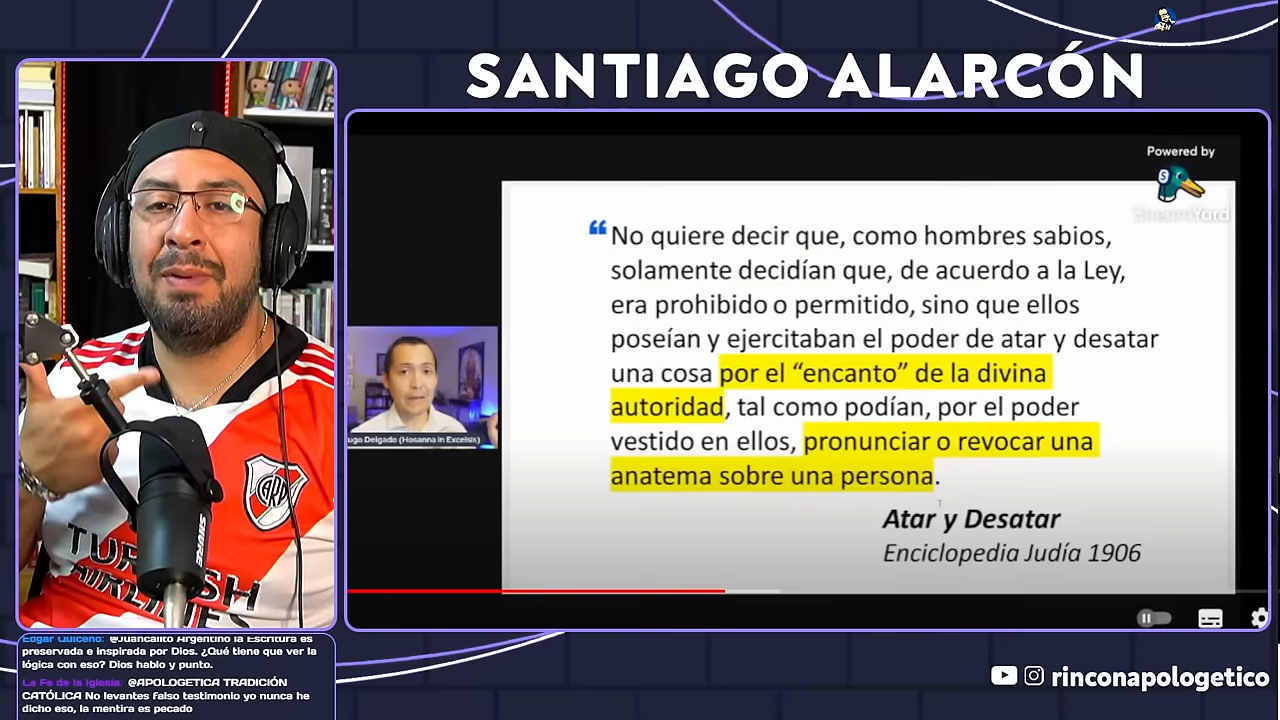 SANTIAGO ALARCÓN
Powered by
StreamYard
“No quiere decir que, como hombres sabios,
solamente decidían que, de acuerdo a la Ley,
era prohibido o permitido, sino que ellos
poseían y ejercitaban el poder de atar y desatar
una cosa por el “encanto” de la divina
autoridad, tal como podían, por el poder
vestido en ellos, pronunciar o revocar una
anatema sobre una persona.
Atar y Desatar
Enciclopedia Judía 1906
ugo Delgado (Hosanna in Excelsis)
CARP
TURKISH
AIRLINES
SHURE
Edgar Quiceno: @Juancalito Argentino la Escritura es
preservada e inspirada por Dios. ¿Qué tiene que ver la
lógica con eso? Dios hablo y punto.
La Fe de la Iglesia: @APOLOGETICA TRADICIÓN
CATÓLICA No levantes falso testimonio yo nunca he
dicho eso, la mentira es pecado
rinconapologetico